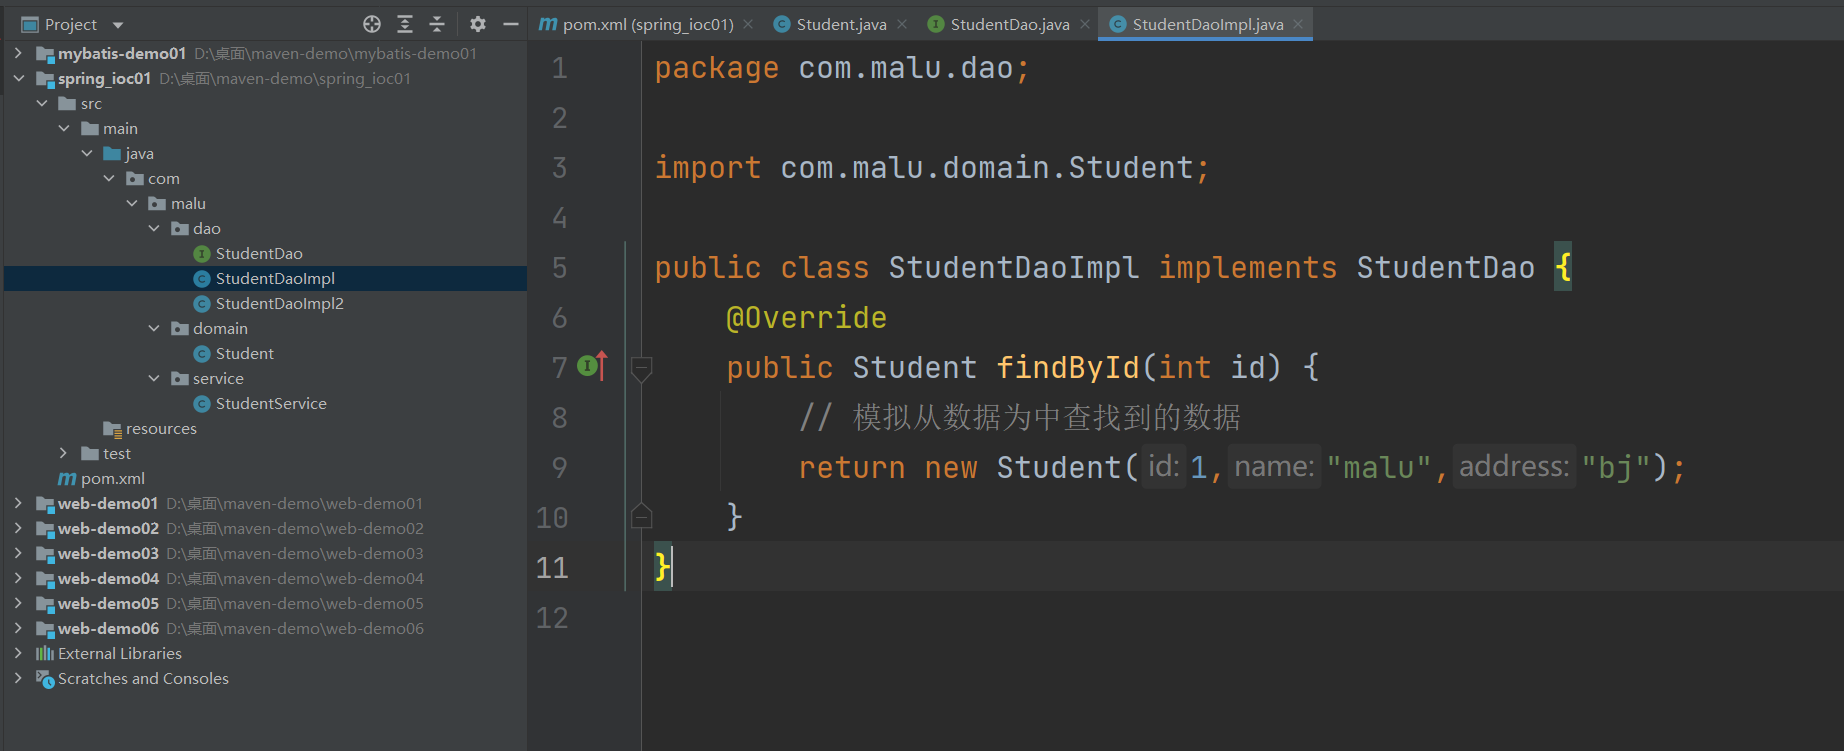 Project
mybatis-demo01 D:\桌面\maven-demo\mybatis-demo01
spring_ioc01 D:\桌面\maven-demo\spring_ioc01
src
main
java
com
malu
dao
StudentDao
StudentDaoImpl
StudentDaoImpl2
domain
Student
service
StudentService
resources
test
pom.xml
web-demo01 D:\桌面\maven-demo\web-demo01
web-demo02 D:\桌面\maven-demo\web-demo02
web-demo03 D:\桌面\maven-demo\web-demo03
web-demo04 D:\桌面\maven-demo\web-demo04
web-demo05 D:\桌面\maven-demo\web-demo05
web-demo06 D:\桌面\maven-demo\web-demo06
External Libraries
Scratches and Consoles
pom.xml (spring_ioc01) Student.java StudentDao.java StudentDaoImpl.java
1 package com.malu.dao;
2
3 import com.malu.domain.Student;
4
5 public class StudentDaoImpl implements StudentDao {
6 @Override
7 public Student findById(int id) {
8 // 模拟从数据为中查找到的数据
9 return new Student( id: 1, name: "malu", address: "bj");
10 }
11 }
12